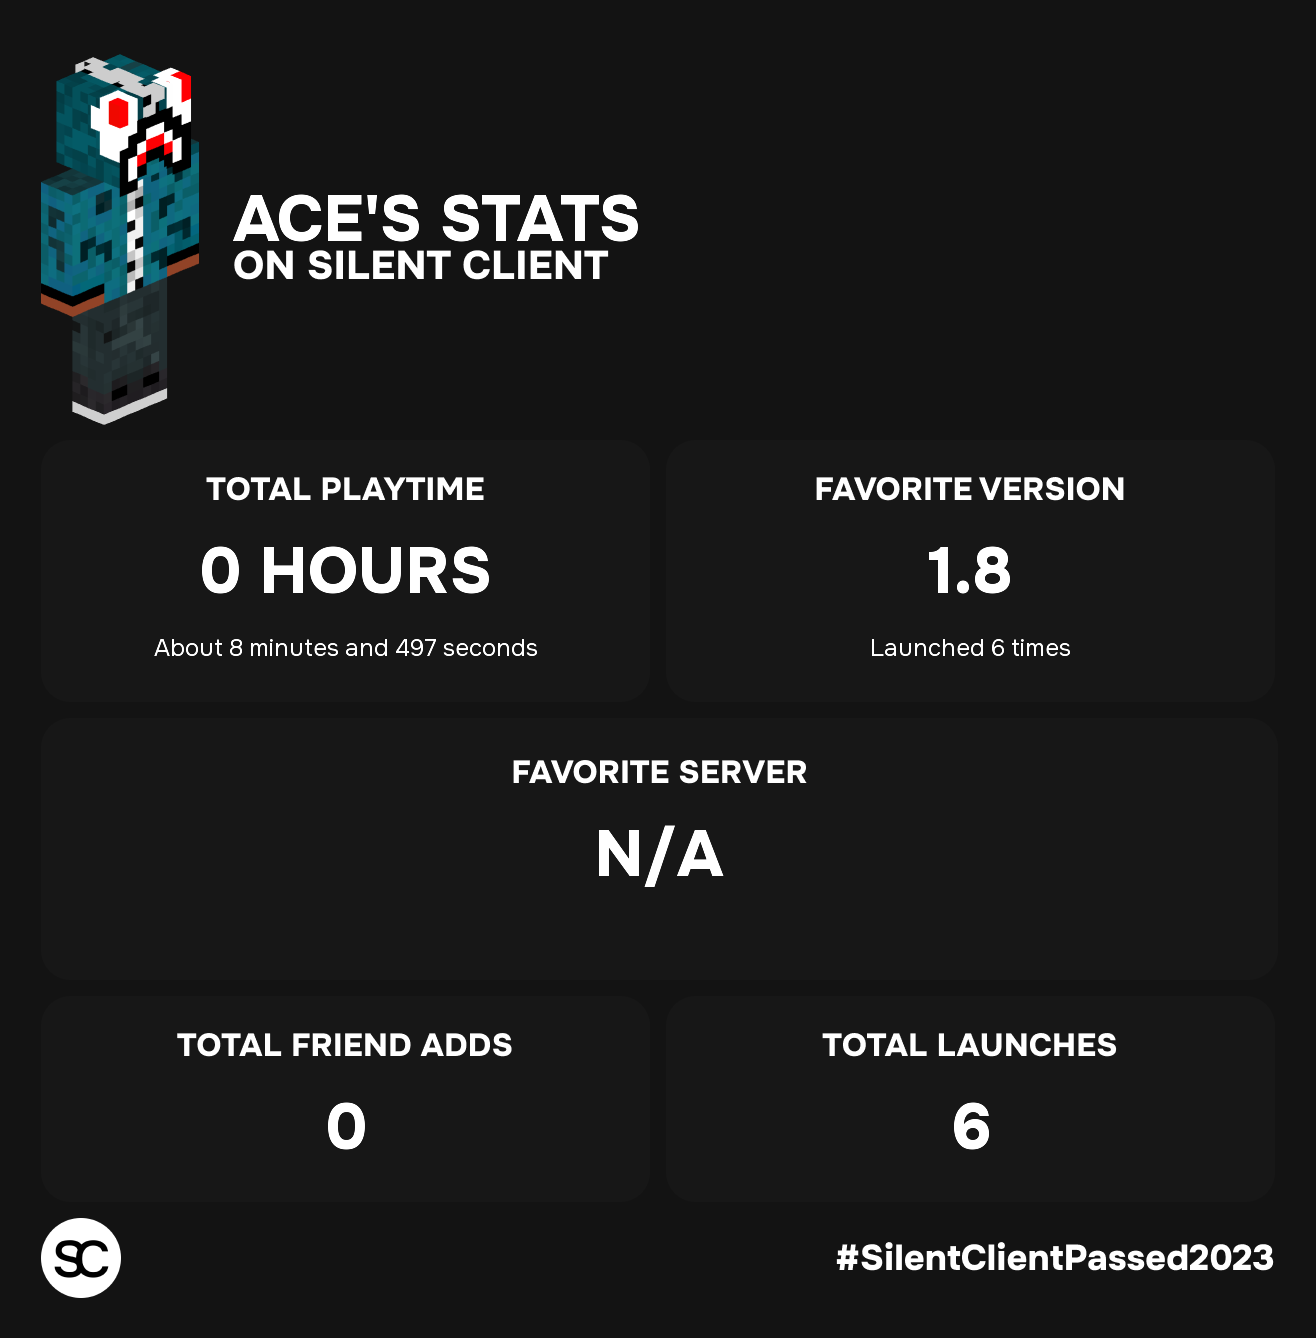 ACE'S STATS
ON SILENT CLIENT
TOTAL PLAYTIME
0 HOURS
About 8 minutes and 497 seconds
FAVORITE VERSION
1.8
Launched 6 times
FAVORITE SERVER
N/A
TOTAL FRIEND ADDS
0
TOTAL LAUNCHES
6
SC
#SilentClientPassed2023